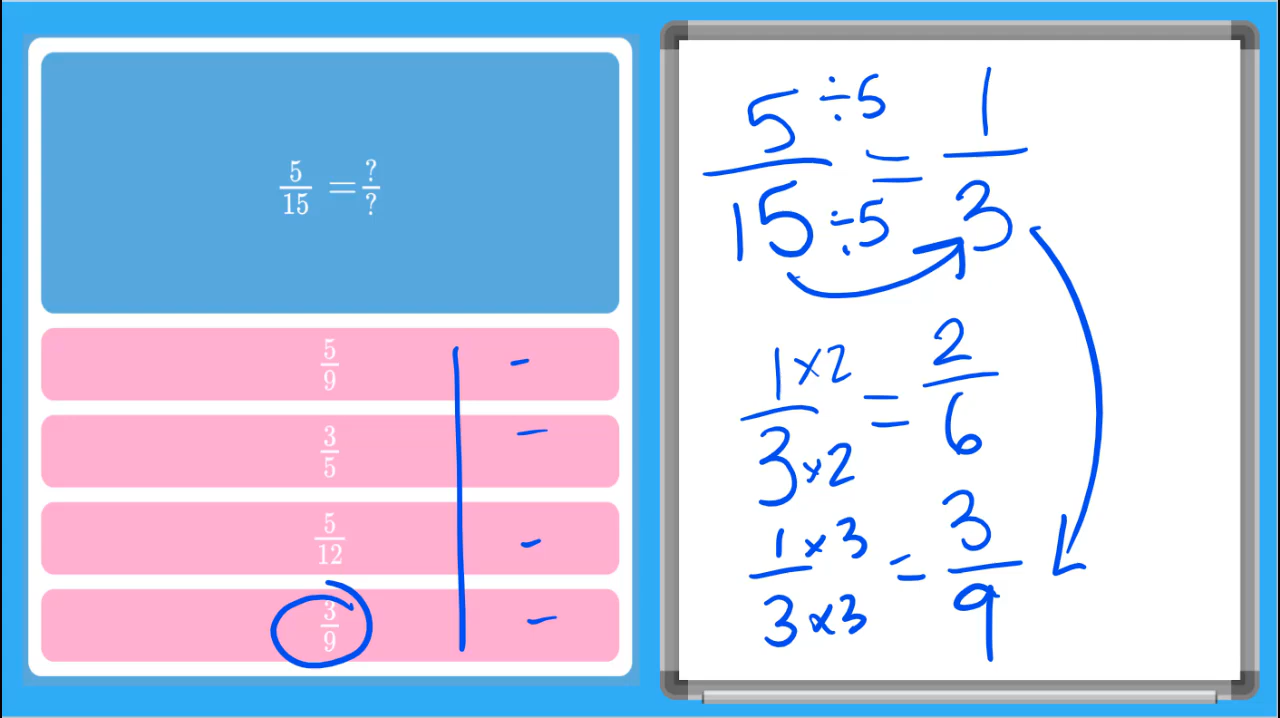 5/15 = ?/?
5/9
3/5
5/12
3/9
5÷5 / 15÷5 = 1/3
1×2 / 3×2 = 2/6
1×3 / 3×3 = 3/9